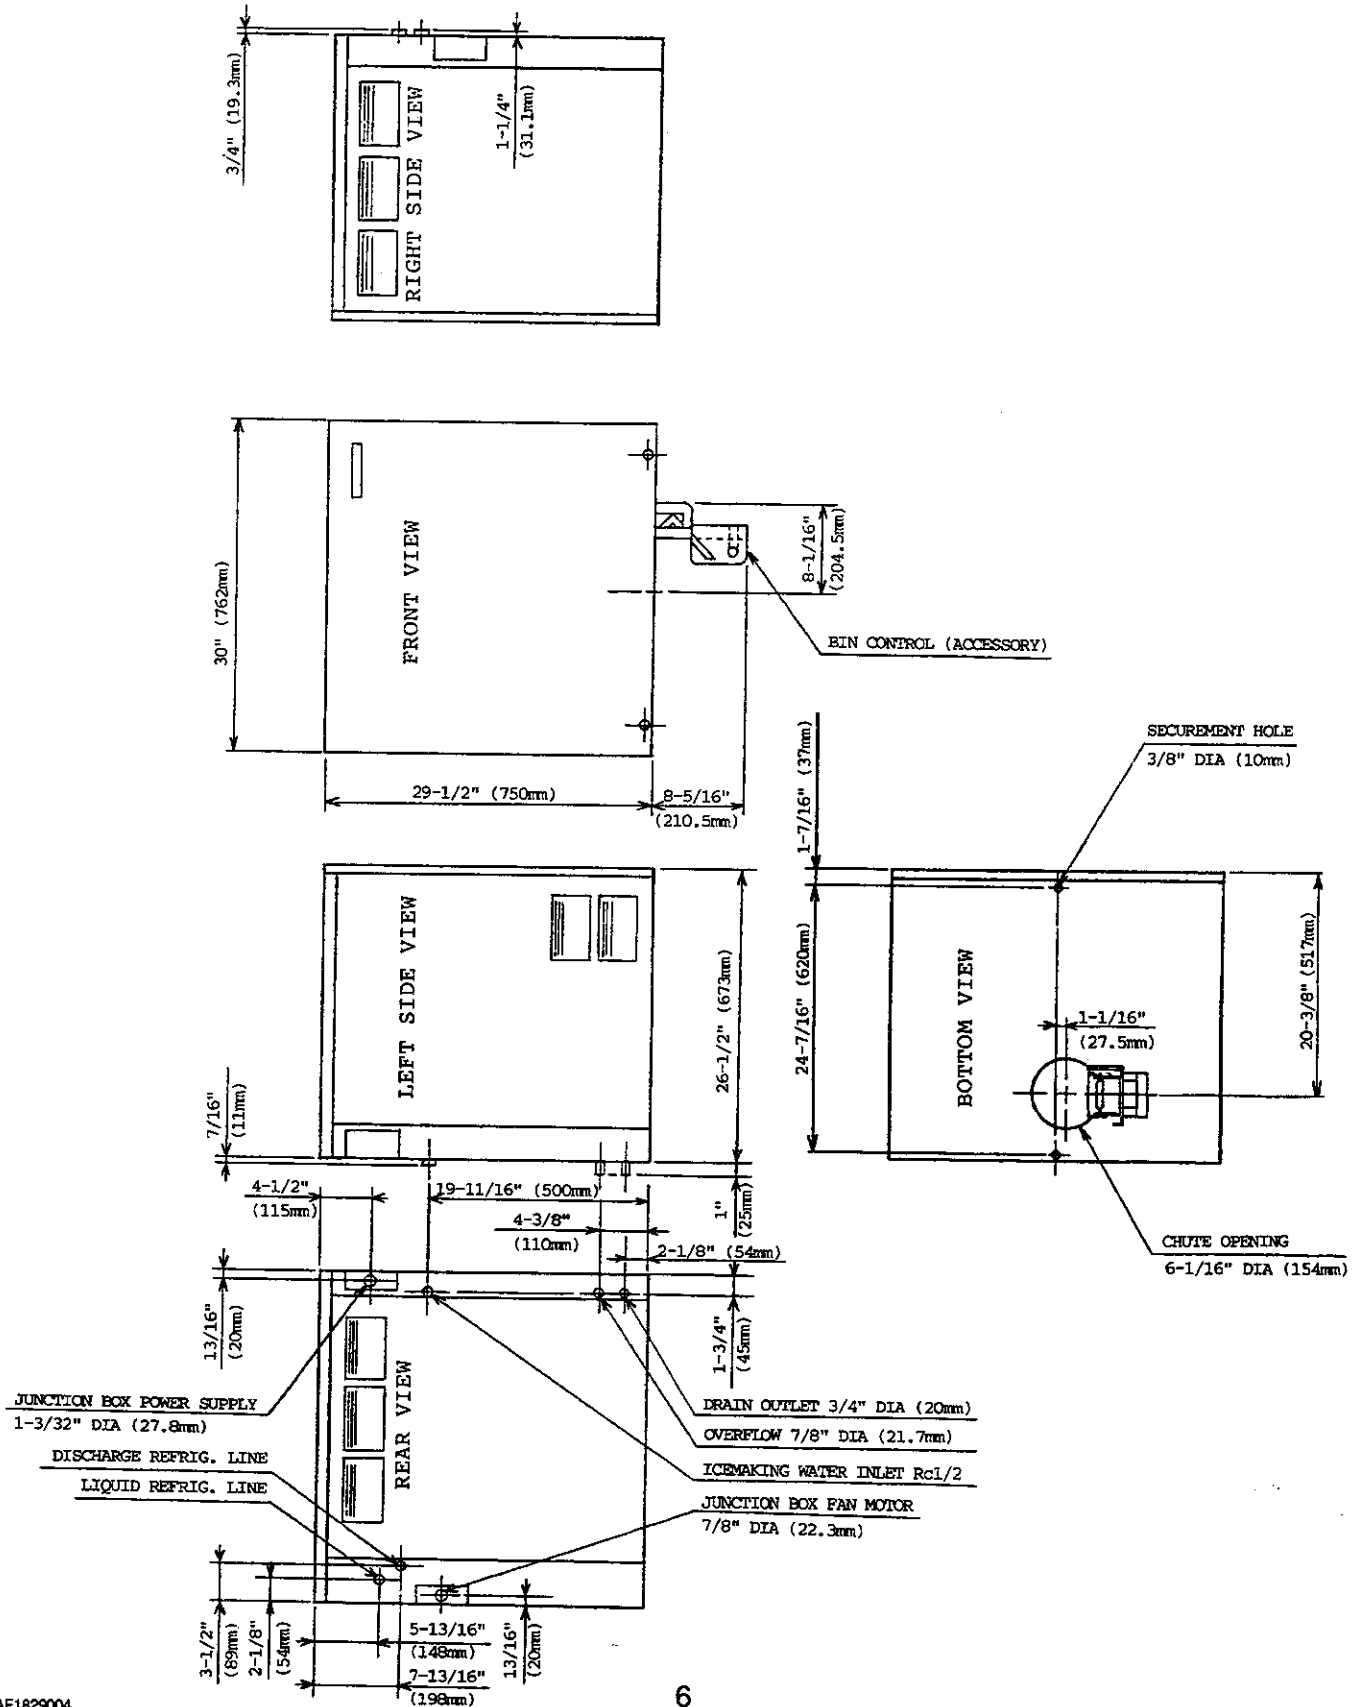 3/4" (19.3mm)
RIGHT SIDE VIEW
1-1/4"
(31.1mm)
30" (762mm)
FRONT VIEW
8-1/16"
(204.5mm)
BIN CONTROL (ACCESSORY)
29-1/2" (750mm)
8-5/16"
(210.5mm)
SECUREMENT HOLE
3/8" DIA (10mm)
1-7/16" (37mm)
24-7/16" (620mm)
BOTTOM VIEW
1-1/16"
(27.5mm)
20-3/8" (517mm)
CHUTE OPENING
6-1/16" DIA (154mm)
LEFT SIDE VIEW
26-1/2" (673mm)
7/16"
(11mm)
4-1/2"
(115mm)
19-11/16" (500mm)
4-3/8"
(110mm)
1"
(25mm)
2-1/8" (54mm)
13/16"
(20mm)
1-3/4"
(45mm)
REAR VIEW
JUNCTION BOX POWER SUPPLY
1-3/32" DIA (27.8mm)
DISCHARGE REFRIG. LINE
LIQUID REFRIG. LINE
DRAIN OUTLET 3/4" DIA (20mm)
OVERFLOW 7/8" DIA (21.7mm)
ICEMAKING WATER INLET Rc1/2
JUNCTION BOX FAN MOTOR
7/8" DIA (22.3mm)
3-1/2"
(89mm)
2-1/8"
(54mm)
5-13/16"
(148mm)
7-13/16"
(198mm)
13/16"
(20mm)
6